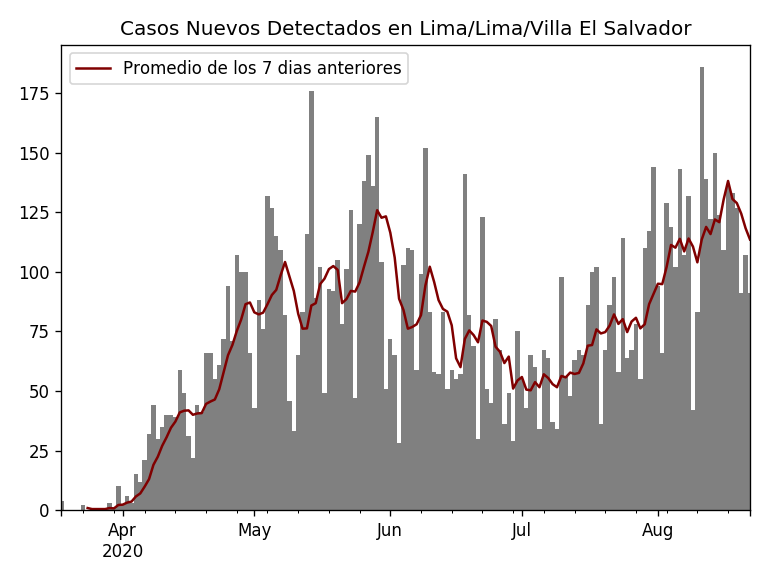 Casos Nuevos Detectados en Lima/Lima/Villa El Salvador
Promedio de los 7 dias anteriores
175
150
125
100
75
50
25
0
Apr
2020
May
Jun
Jul
Aug